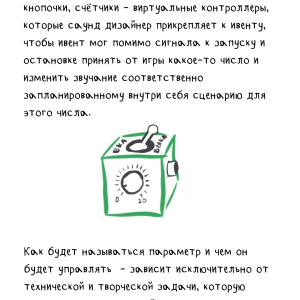 кнопочки, счётчики - виртуальные контроллеры,
которые саунд дизайнер прикрепляет к ивенту,
чтобы ивент мог помимо сигнала к запуску и
остановке принять от игры какое-то число и
изменить звучание соответственно
запланированному внутри себя сценарию для
этого числа.
0
10
Как будет называться параметр и чем он
будет управлять - зависит исключительно от
технической и творческой задачи, которую